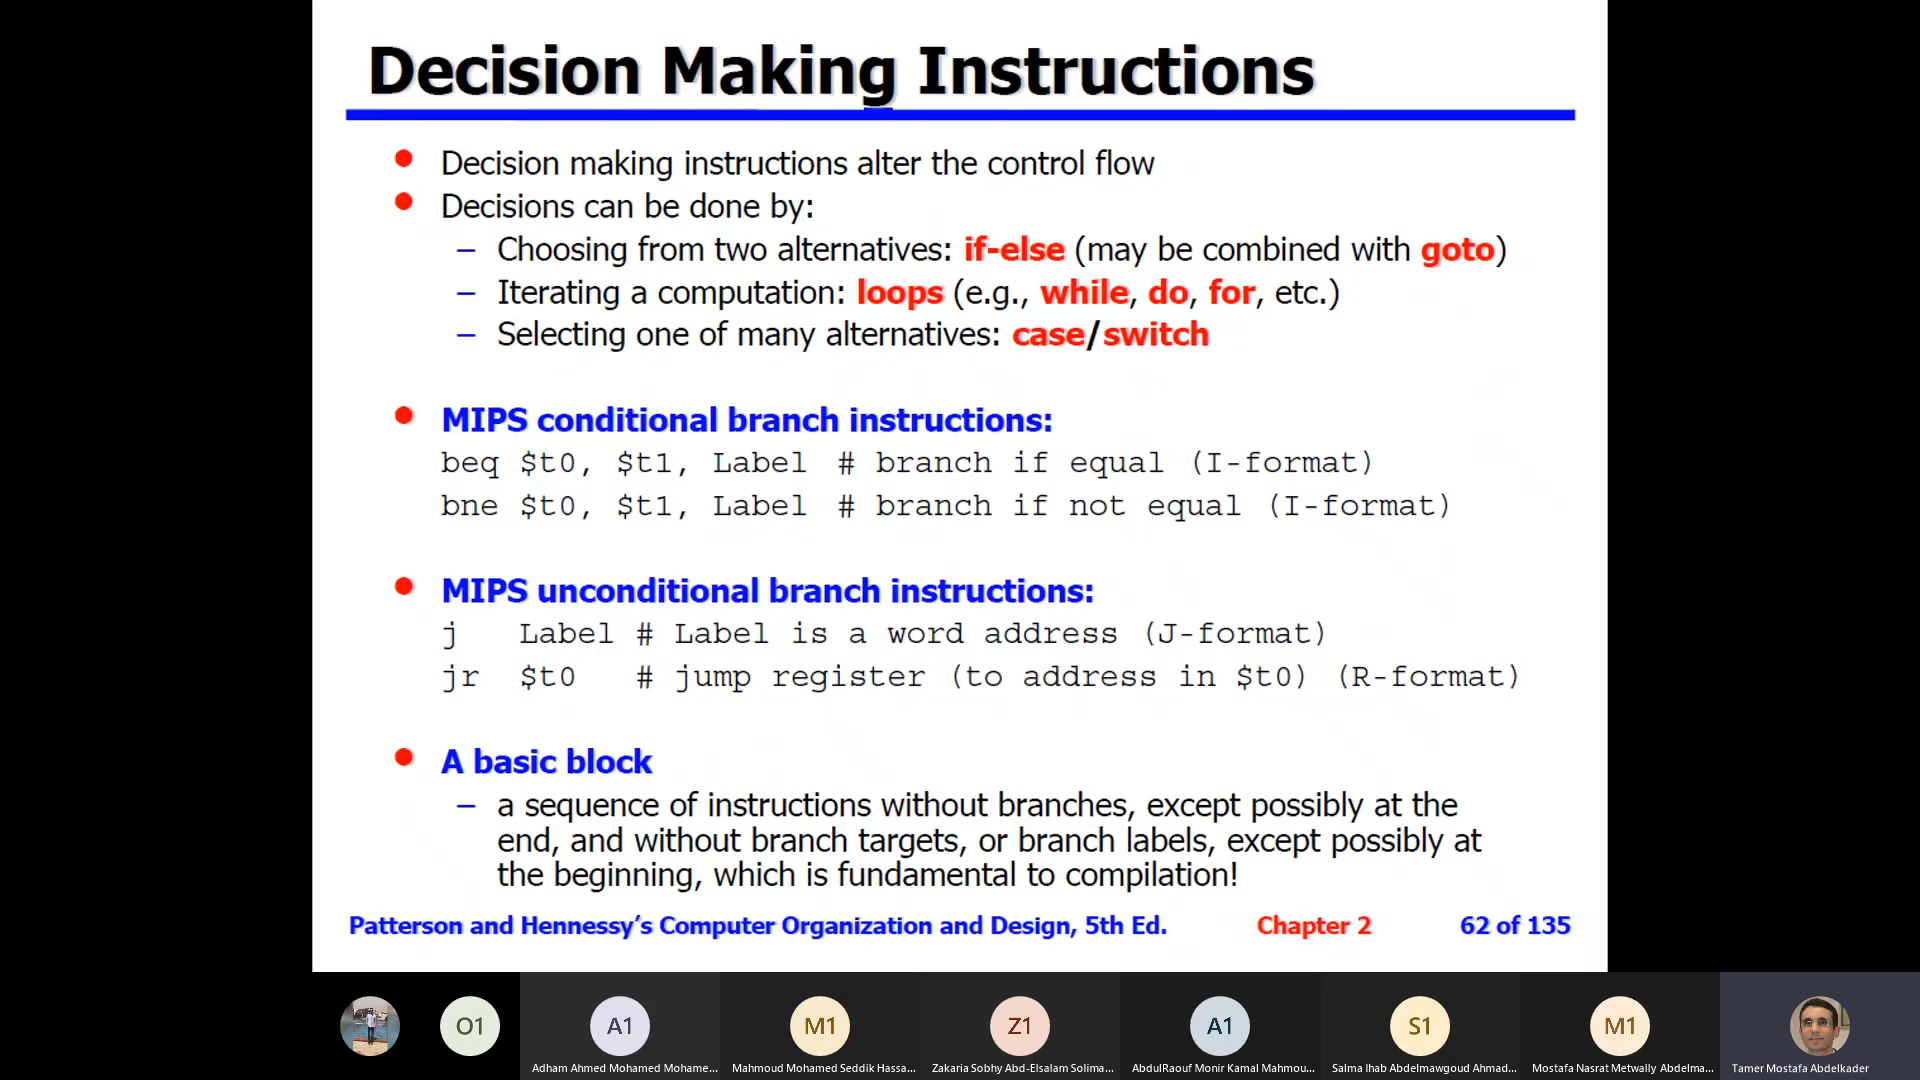 Decision Making Instructions
• Decision making instructions alter the control flow
• Decisions can be done by:
– Choosing from two alternatives: if-else (may be combined with goto)
– Iterating a computation: loops (e.g., while, do, for, etc.)
– Selecting one of many alternatives: case/switch
• MIPS conditional branch instructions:
beq $t0, $t1, Label # branch if equal (I-format)
bne $t0, $t1, Label # branch if not equal (I-format)
• MIPS unconditional branch instructions:
j Label # Label is a word address (J-format)
jr $t0 # jump register (to address in $t0) (R-format)
• A basic block
– a sequence of instructions without branches, except possibly at the
end, and without branch targets, or branch labels, except possibly at
the beginning, which is fundamental to compilation!
Patterson and Hennessy’s Computer Organization and Design, 5th Ed. Chapter 2 62 of 135
O1 A1 M1 Z1 A1 S1 M1
Adham Ahmed Mohamed Mohame... Mahmoud Mohamed Seddik Hassa... Zakaria Sobhy Abd-Elsalam Solima... AbdulRaouf Monir Kamal Mahmou... Salma Ihab Abdelmawgoud Ahmad... Mostafa Nasrat Metwally Abdelma... Tamer Mostafa Abdelkader